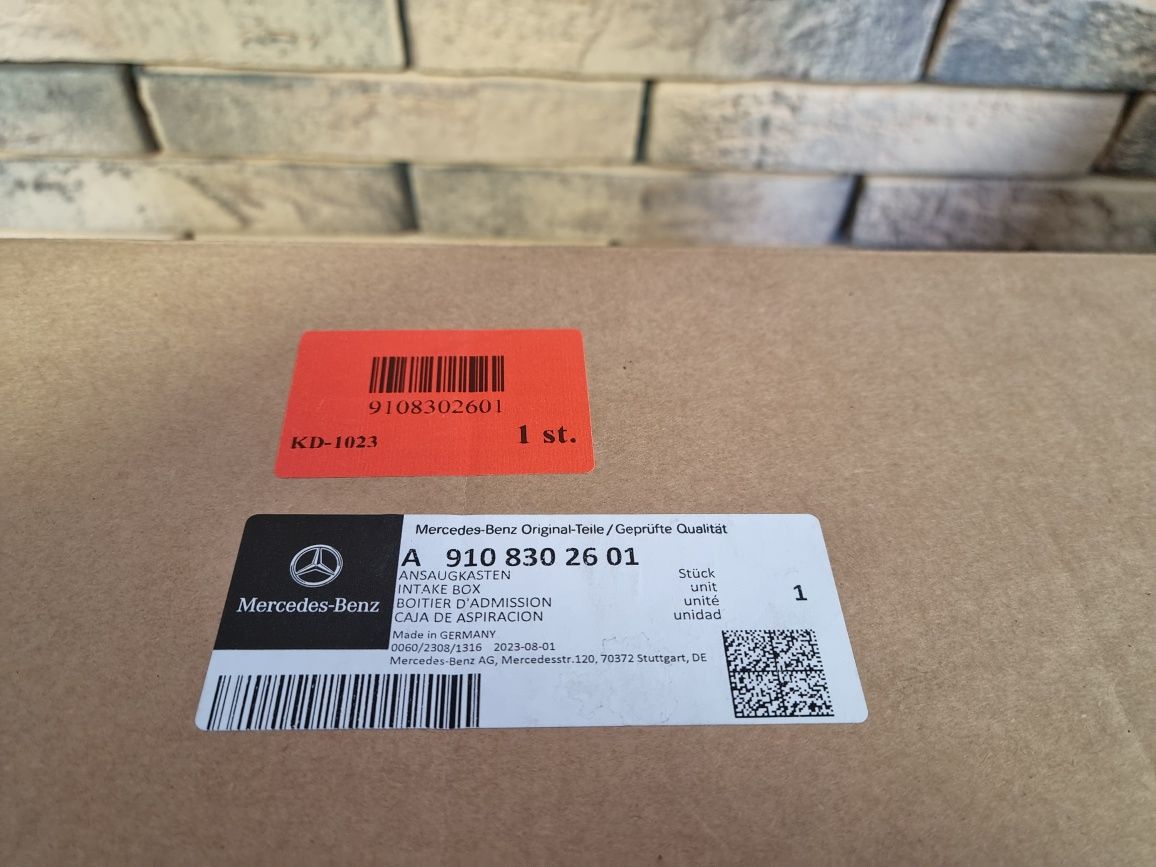 9108302601
KD-1023 1 st.
Mercedes-Benz
Mercedes-Benz Original-Teile/Geprüfte Qualität
A 910 830 26 01
ANSAUGKASTEN Stück
INTAKE BOX unit 1
BOITIER D'ADMISSION unité
CAJA DE ASPIRACION unidad
Made in GERMANY
0060/2308/1316 2023-08-01
Mercedes-Benz AG, Mercedesstr.120, 70372 Stuttgart, DE